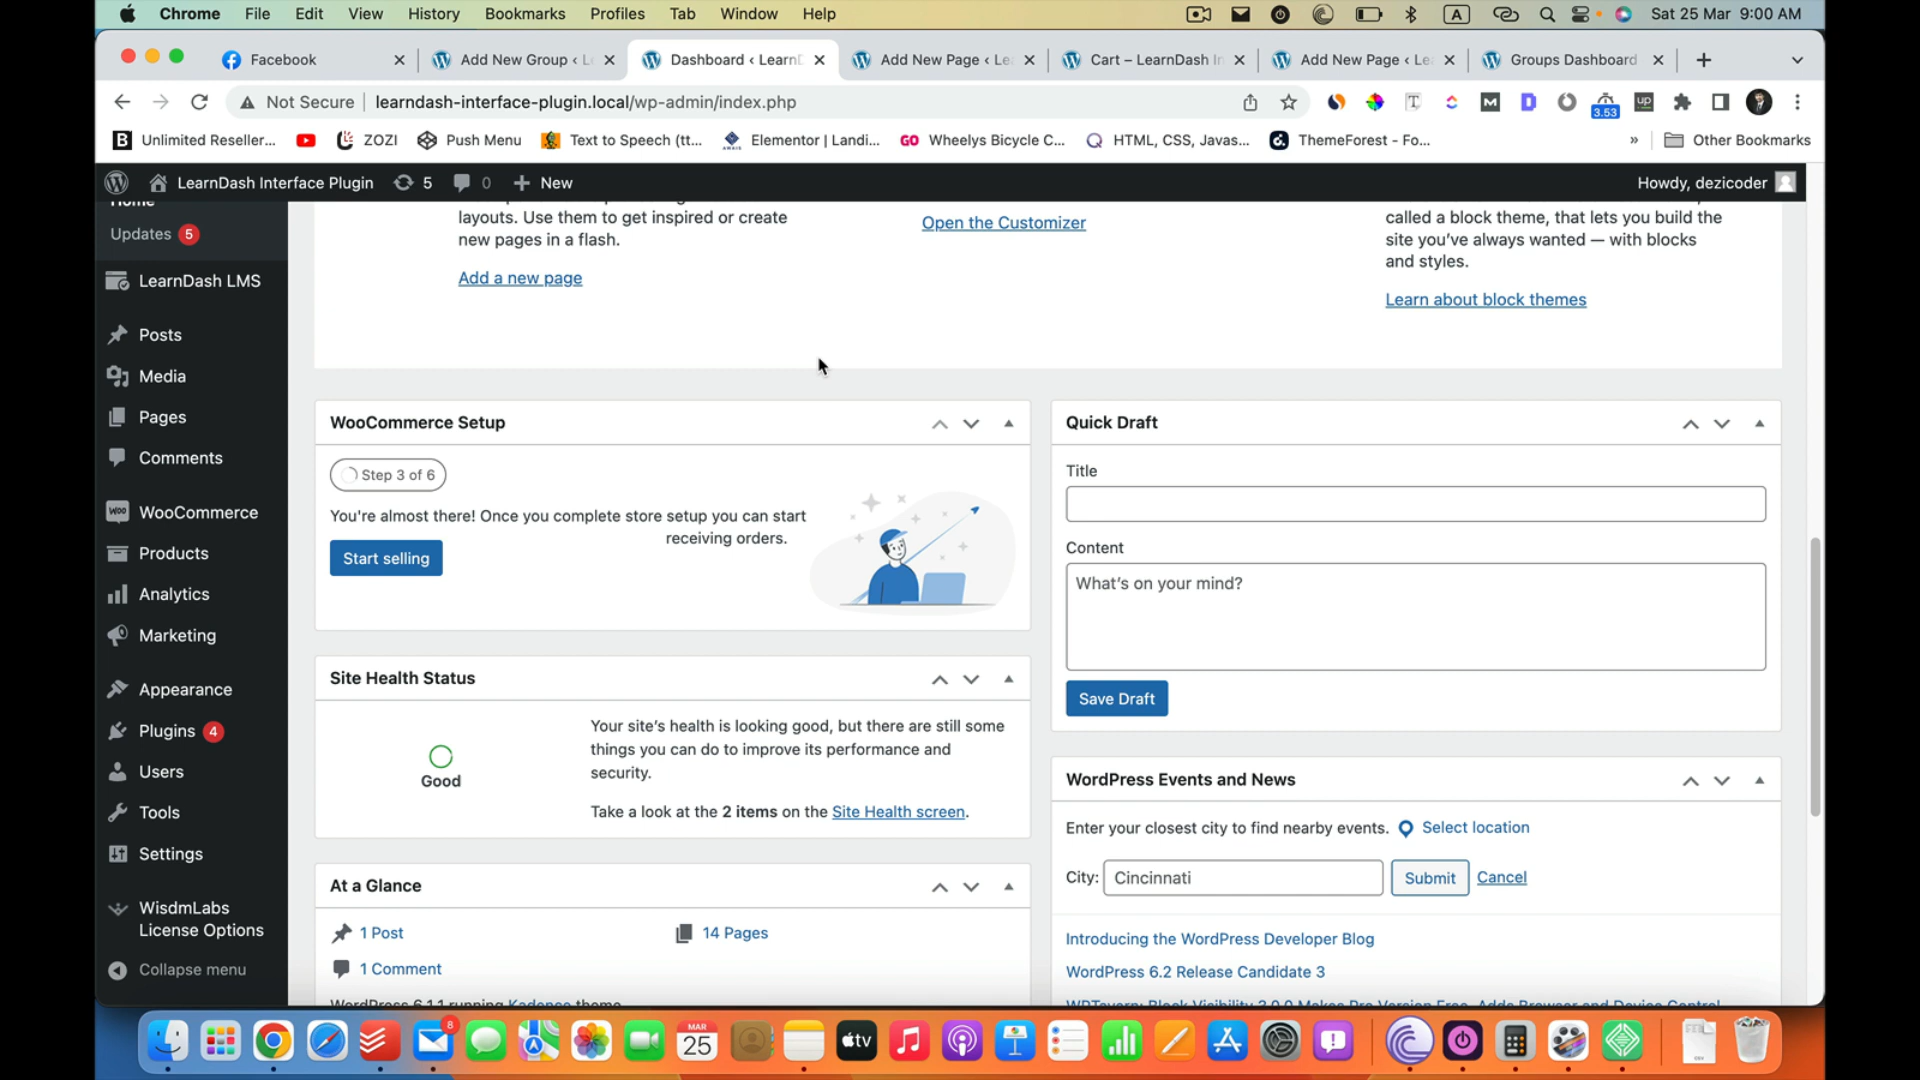 Chrome File Edit View History Bookmarks Profiles Tab Window Help A Sat 25 Mar 9:00 AM
Facebook Add New Group ‹ L Dashboard ‹ Learn Add New Page ‹ Le Cart – LearnDash I Add New Page ‹ Le Groups Dashboard
Not Secure learndash-interface-plugin.local/wp-admin/index.php T M D up 3.53
B Unlimited Reseller... ZOZI Push Menu Text to Speech (tt... Elementor | Landi... GO Wheelys Bicycle C... HTML, CSS, Javas... ThemeForest - Fo... » Other Bookmarks
LearnDash Interface Plugin 5 0 New Howdy, dezicoder
Home
Updates 5
LearnDash LMS
Posts
Media
Pages
Comments
WooCommerce
Products
Analytics
Marketing
Appearance
Plugins 4
Users
Tools
Settings
WisdmLabs
License Options
Collapse menu
layouts. Use them to get inspired or create
new pages in a flash.
Add a new page
Open the Customizer
called a block theme, that lets you build the
site you've always wanted — with blocks
and styles.
Learn about block themes
WooCommerce Setup
Step 3 of 6
You're almost there! Once you complete store setup you can start
receiving orders.
Start selling
Site Health Status
Good
Your site's health is looking good, but there are still some
things you can do to improve its performance and
security.
Take a look at the 2 items on the Site Health screen.
At a Glance
1 Post 14 Pages
1 Comment
WordPress 6.1.1 running Kadence theme
Quick Draft
Title
Content
What's on your mind?
Save Draft
WordPress Events and News
Enter your closest city to find nearby events. Select location
City: Cincinnati Submit Cancel
Introducing the WordPress Developer Blog
WordPress 6.2 Release Candidate 3
WPTavern: Block Visibility 3.0.0 Makes Pro Version Free, Adds Browser and Device Control
8 MAR 25 tv